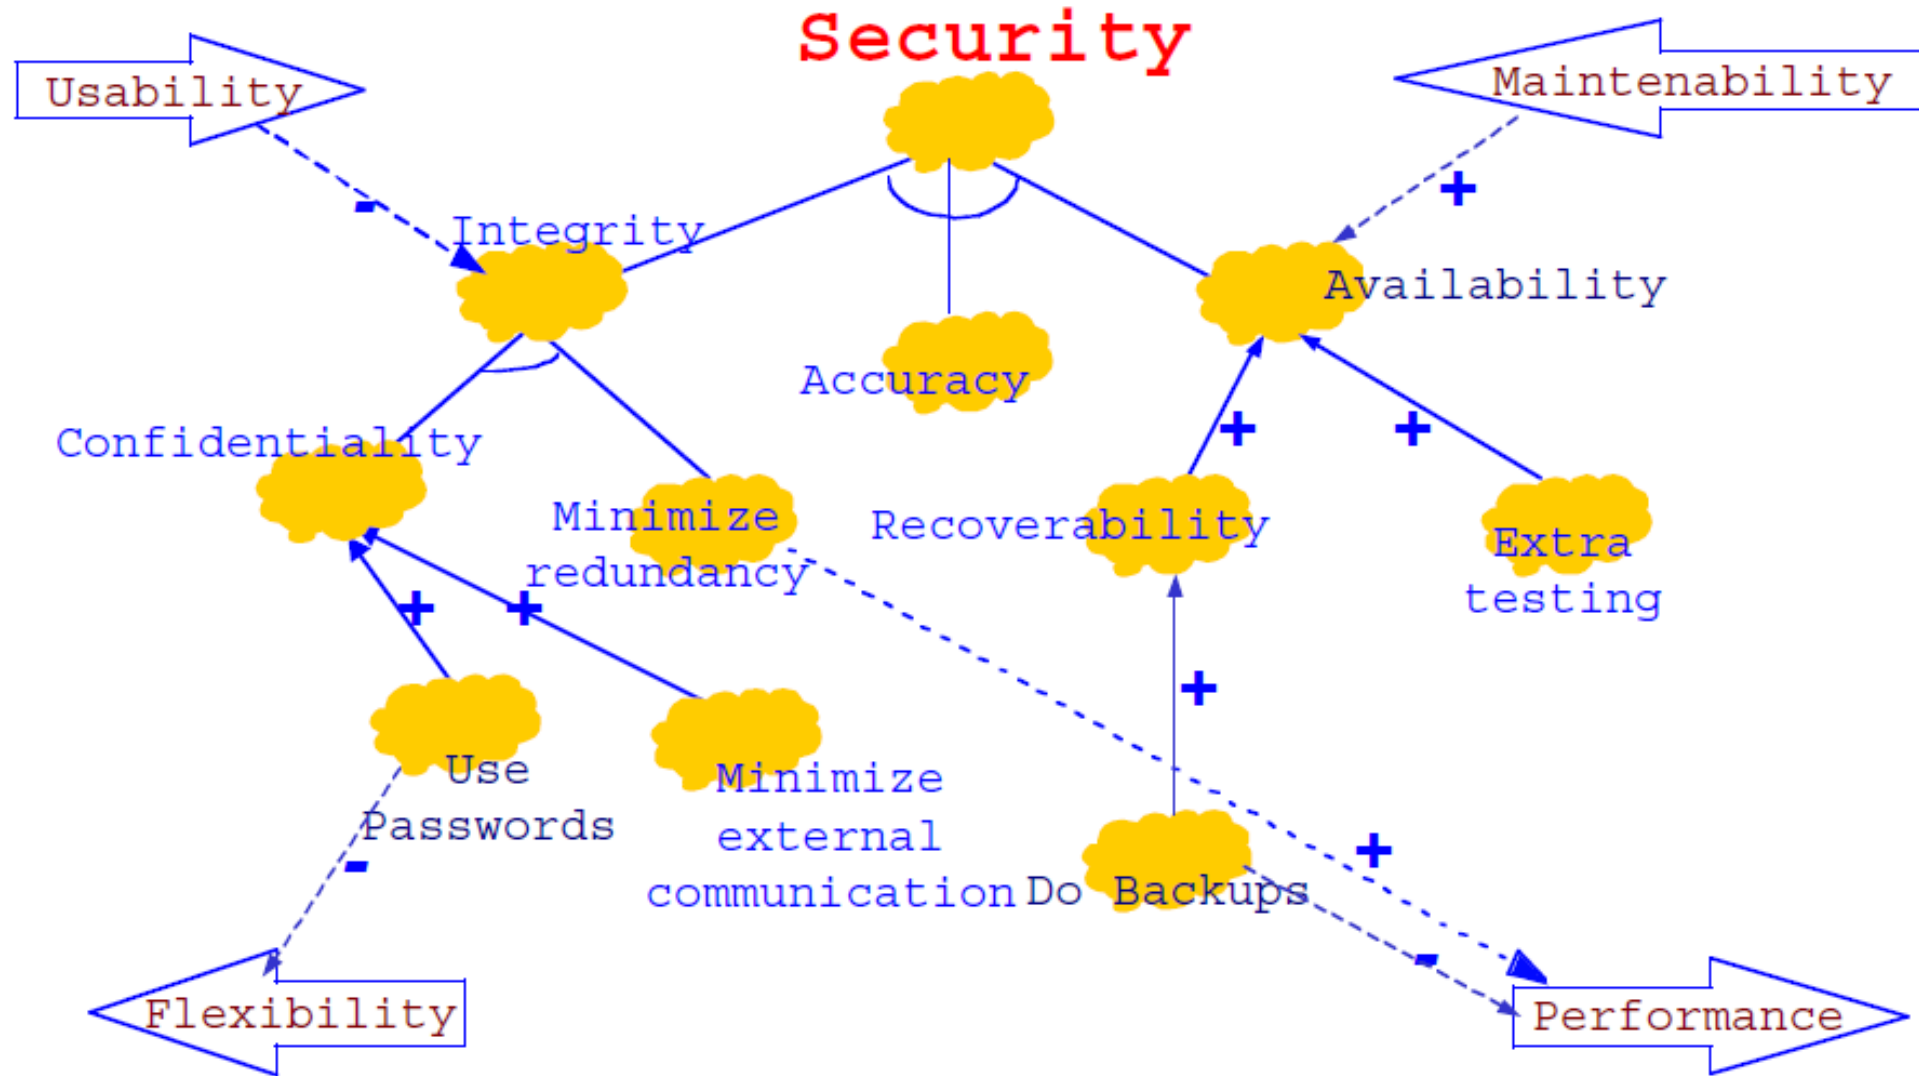 Security
Usability
Maintenability
-
+
Integrity
Availability
Accuracy
+
+
Confidentiality
Minimize
redundancy
Recoverability
Extra
testing
+
+
+
Use
Passwords
Minimize
external
communication
Do Backups
-
+
-
Flexibility
Performance